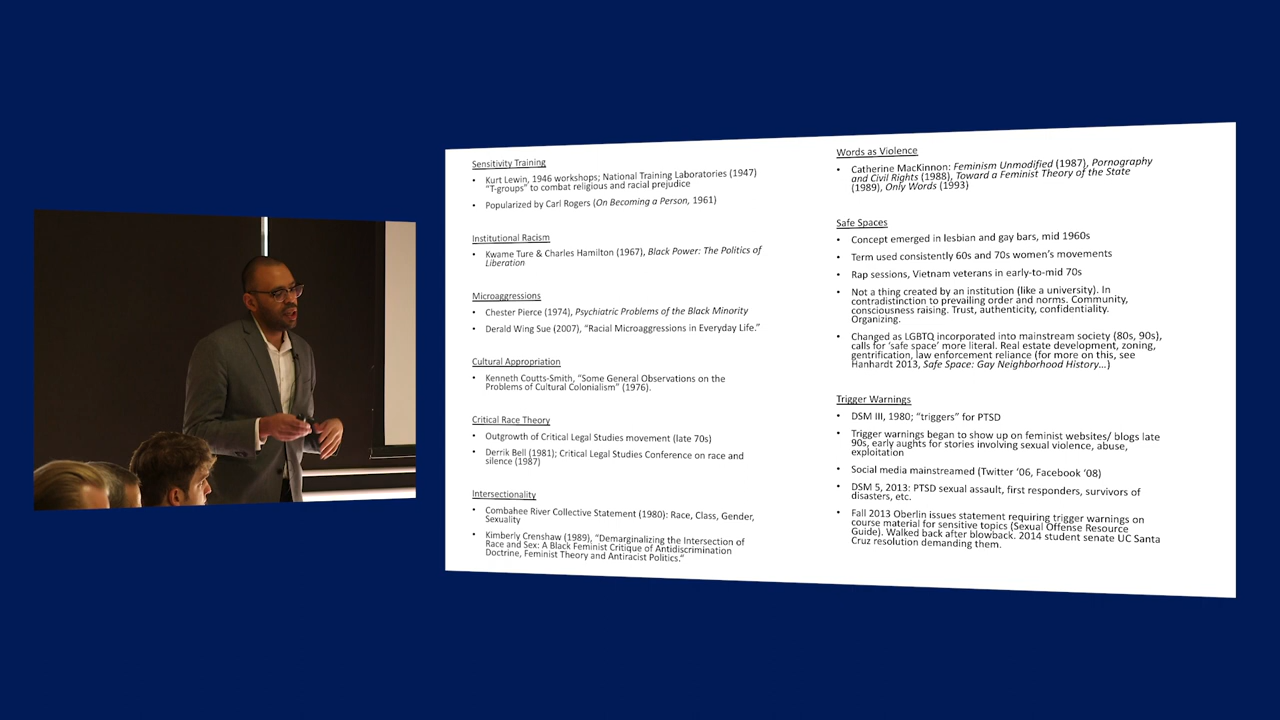 Sensitivity Training
• Kurt Lewin, 1946 workshops; National Training Laboratories (1947)
"T-groups" to combat religious and racial prejudice
• Popularized by Carl Rogers (On Becoming a Person, 1961)
Institutional Racism
• Kwame Ture & Charles Hamilton (1967), Black Power: The Politics of
Liberation
Microaggressions
• Chester Pierce (1974), Psychiatric Problems of the Black Minority
• Derald Wing Sue (2007), "Racial Microaggressions in Everyday Life."
Cultural Appropriation
• Kenneth Coutts-Smith, "Some General Observations on the
Problems of Cultural Colonialism" (1976).
Critical Race Theory
• Outgrowth of Critical Legal Studies movement (late 70s)
• Derrik Bell (1981); Critical Legal Studies Conference on race and
silence (1987)
Intersectionality
• Combahee River Collective Statement (1980): Race, Class, Gender,
Sexuality
• Kimberly Crenshaw (1989), "Demarginalizing the Intersection of
Race and Sex: A Black Feminist Critique of Antidiscrimination
Doctrine, Feminist Theory and Antiracist Politics."
Words as Violence
• Catherine MacKinnon: Feminism Unmodified (1987), Pornography
and Civil Rights (1988), Toward a Feminist Theory of the State
(1989), Only Words (1993)
Safe Spaces
• Concept emerged in lesbian and gay bars, mid 1960s
• Term used consistently 60s and 70s women's movements
• Rap sessions, Vietnam veterans in early-to-mid 70s
• Not a thing created by an institution (like a university). In
contradistinction to prevailing order and norms. Community,
consciousness raising. Trust, authenticity, confidentiality.
Organizing.
• Changed as LGBTQ incorporated into mainstream society (80s, 90s),
calls for 'safe space' more literal. Real estate development, zoning,
gentrification, law enforcement reliance (for more on this, see
Hanhardt 2013, Safe Space: Gay Neighborhood History...)
Trigger Warnings
• DSM III, 1980; "triggers" for PTSD
• Trigger warnings began to show up on feminist websites/ blogs late
90s, early aughts for stories involving sexual violence, abuse,
exploitation
• Social media mainstreamed (Twitter '06, Facebook '08)
• DSM 5, 2013: PTSD sexual assault, first responders, survivors of
disasters, etc.
• Fall 2013 Oberlin issues statement requiring trigger warnings on
course material for sensitive topics (Sexual Offense Resource
Guide). Walked back after blowback. 2014 student senate UC Santa
Cruz resolution demanding them.